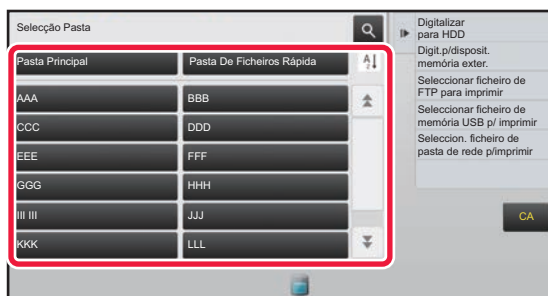 Selecção Pasta
Pasta Principal
Pasta De Ficheiros Rápida
AAA
BBB
CCC
DDD
EEE
FFF
GGG
HHH
III III
JJJ
KKK
LLL
Digitalizar
para HDD
Digit.p/disposit.
memória exter.
Seleccionar ficheiro de
FTP para imprimir
Seleccionar ficheiro de
memória USB p/ imprimir
Seleccion. ficheiro de
pasta de rede p/imprimir
CA